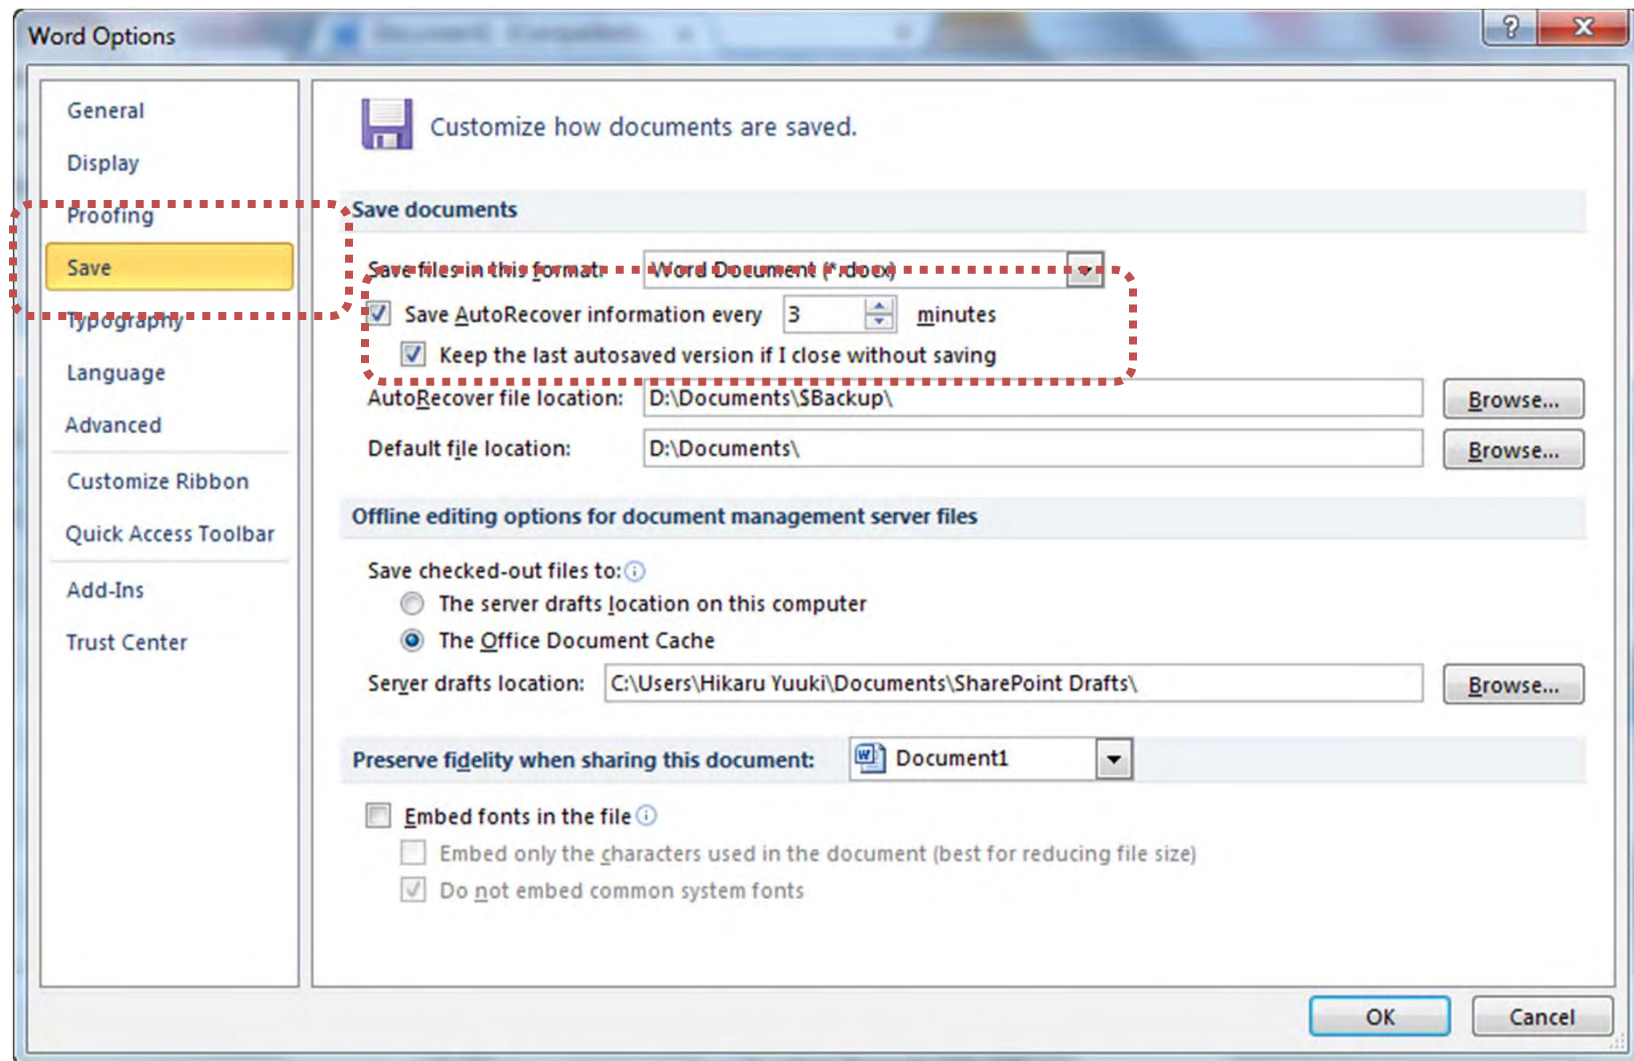 Word Options
General
Display
Proofing
Save
Typography
Language
Advanced
Customize Ribbon
Quick Access Toolbar
Add-Ins
Trust Center
Customize how documents are saved.
Save documents
Save files in this format: Word Document (*.docx)
Save AutoRecover information every 3 minutes
Keep the last autosaved version if I close without saving
AutoRecover file location: D:\Documents\$Backup\ Browse...
Default file location: D:\Documents\ Browse...
Offline editing options for document management server files
Save checked-out files to:
The server drafts location on this computer
The Office Document Cache
Server drafts location: C:\Users\Hikaru Yuuki\Documents\SharePoint Drafts\ Browse...
Preserve fidelity when sharing this document: Document1
Embed fonts in the file
Embed only the characters used in the document (best for reducing file size)
Do not embed common system fonts
OK Cancel